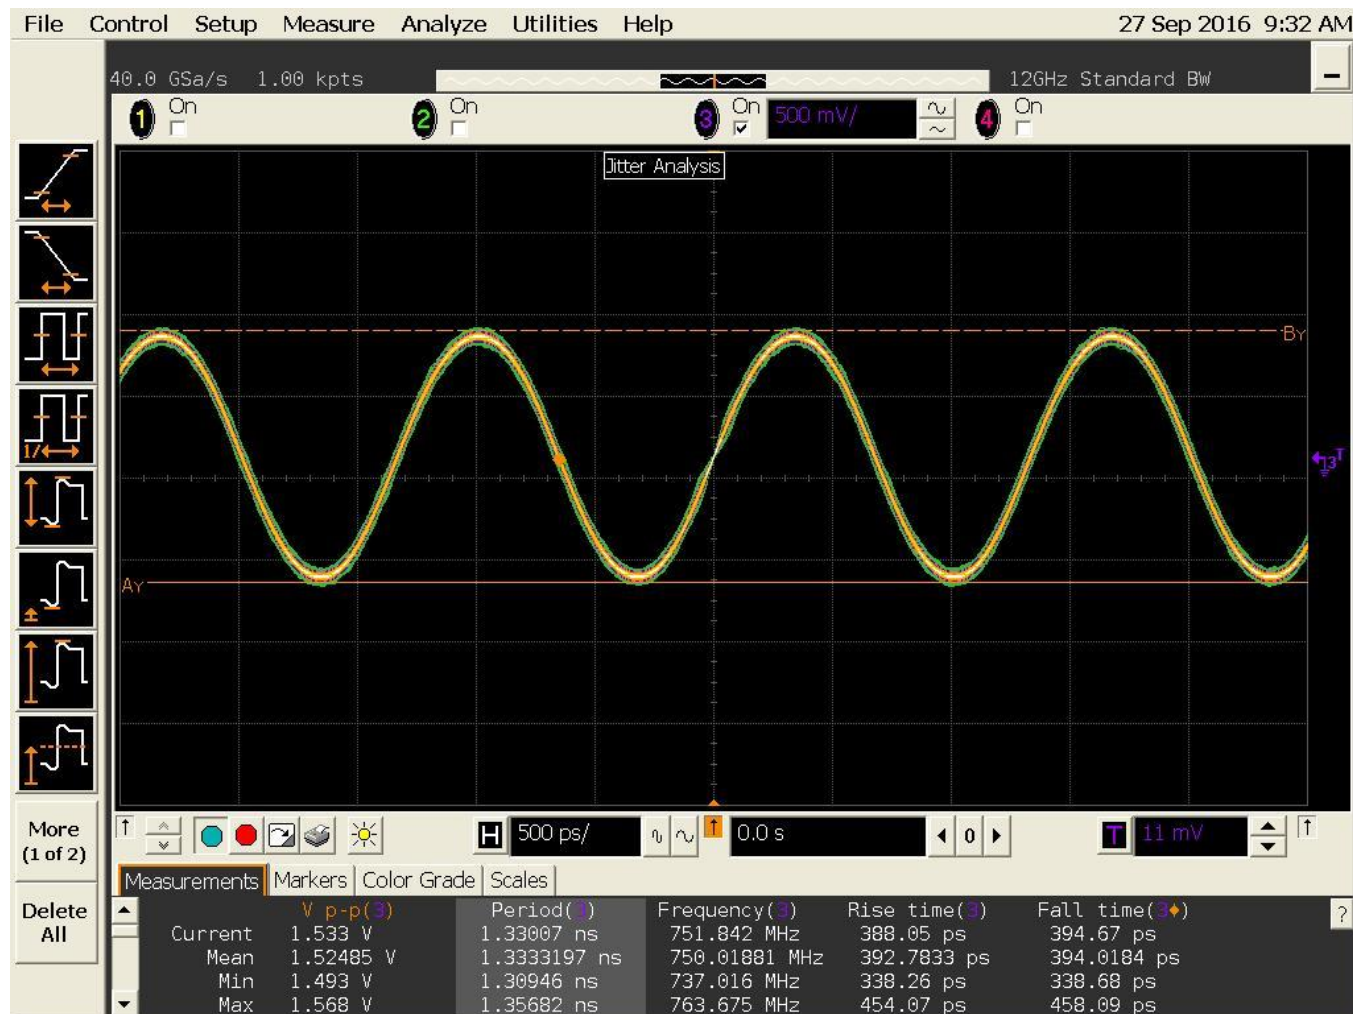 File Control Setup Measure Analyze Utilities Help 27 Sep 2016 9:32 AM
40.0 GSa/s 1.00 kpts 12GHz Standard BW
1 On 2 On 3 On 500 mV/ 4 On
Jitter Analysis
By
3T
Ay
1/
More
(1 of 2)
Delete
All
H 500 ps/ 0.0 s 0 T 11 mV
Measurements Markers Color Grade Scales
V p-p(3) Period(3) Frequency(3) Rise time(3) Fall time(3) ?
Current 1.533 V 1.33007 ns 751.842 MHz 388.05 ps 394.67 ps
Mean 1.52485 V 1.3333197 ns 750.01881 MHz 392.7833 ps 394.0184 ps
Min 1.493 V 1.30946 ns 737.016 MHz 338.26 ps 338.68 ps
Max 1.568 V 1.35682 ns 763.675 MHz 454.07 ps 458.09 ps